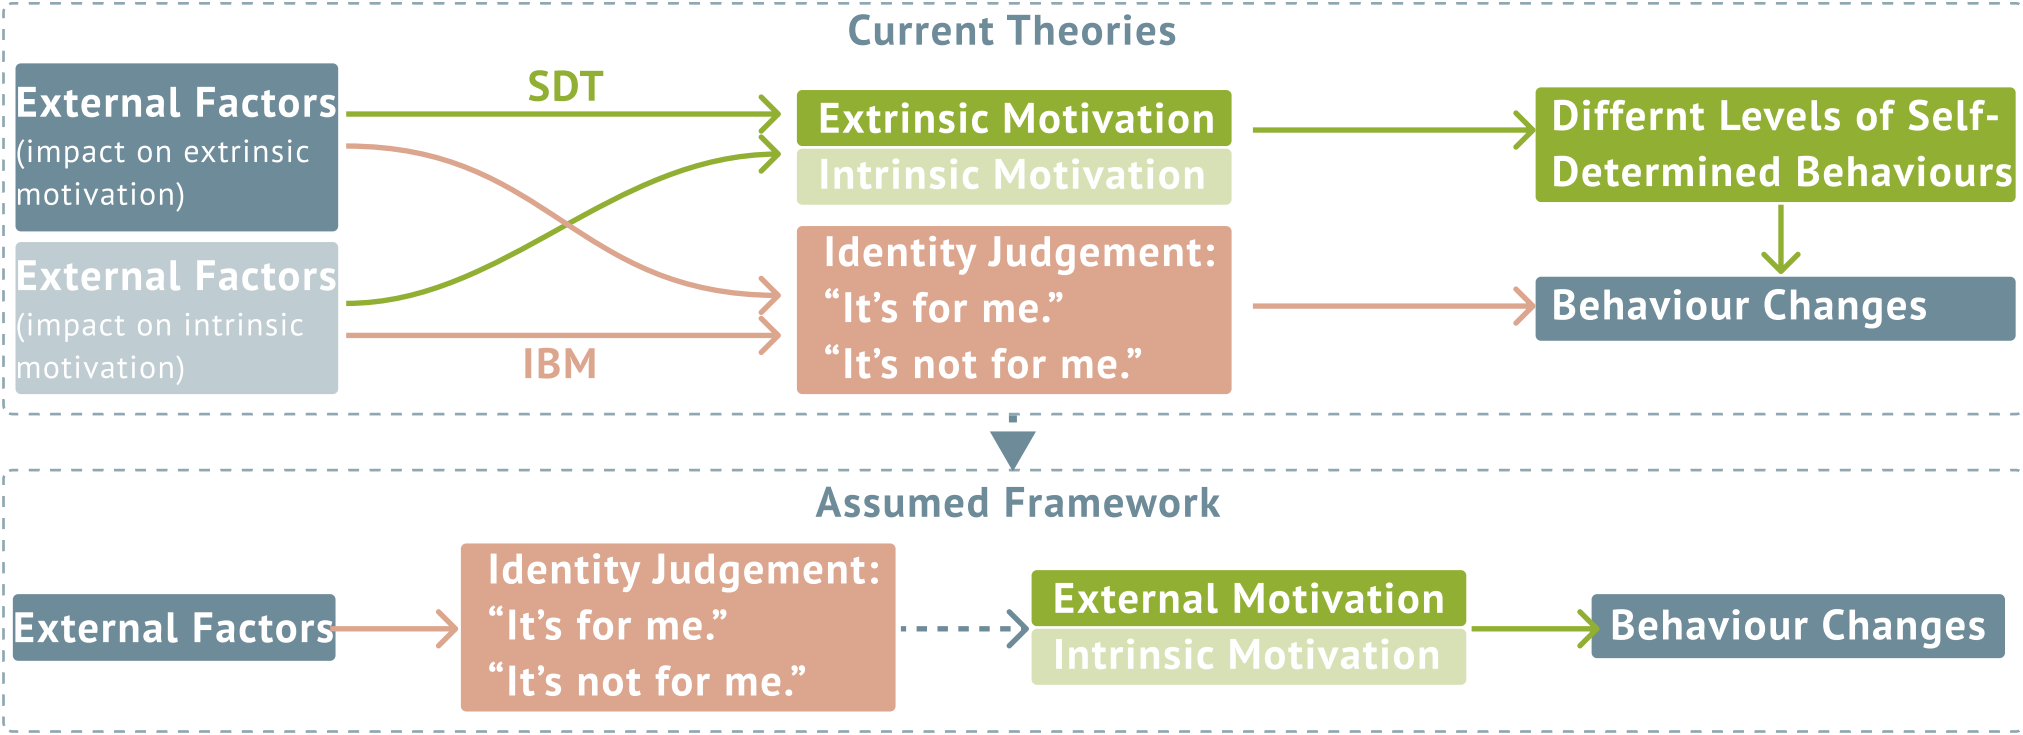 Current Theories
External Factors
(impact on extrinsic
motivation)
SDT
Extrinsic Motivation
Intrinsic Motivation
Differnt Levels of Self-
Determined Behaviours
External Factors
(impact on intrinsic
motivation)
IBM
Identity Judgement:
“It’s for me.”
“It’s not for me.”
Behaviour Changes
Assumed Framework
External Factors
Identity Judgement:
“It’s for me.”
“It’s not for me.”
External Motivation
Intrinsic Motivation
Behaviour Changes